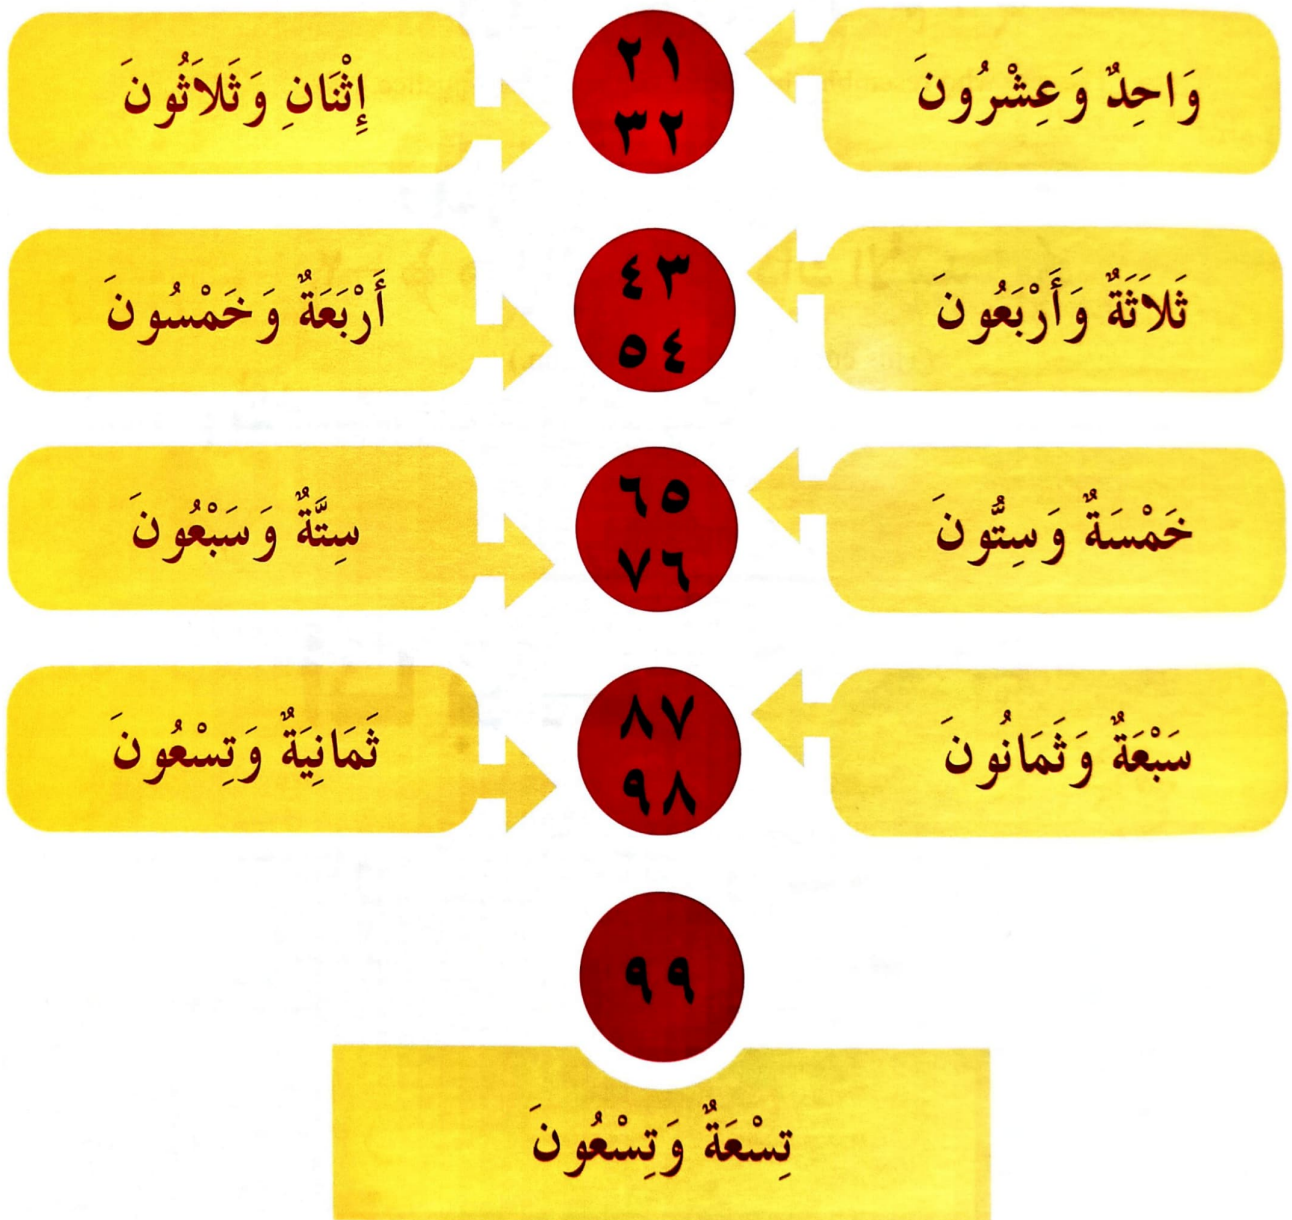 وَاحِدٌ وَعِشْرُونَ
٢١
٣٢
إِثْنَانِ وَثَلَاثُونَ
ثَلَاثَةٌ وَأَرْبَعُونَ
٤٣
٥٤
أَرْبَعَةٌ وَخَمْسُونَ
خَمْسَةٌ وَسِتُّونَ
٦٥
٧٦
سِتَّةٌ وَسَبْعُونَ
سَبْعَةٌ وَثَمَانُونَ
٨٧
٩٨
ثَمَانِيَةٌ وَتِسْعُونَ
٩٩
تِسْعَةٌ وَتِسْعُونَ